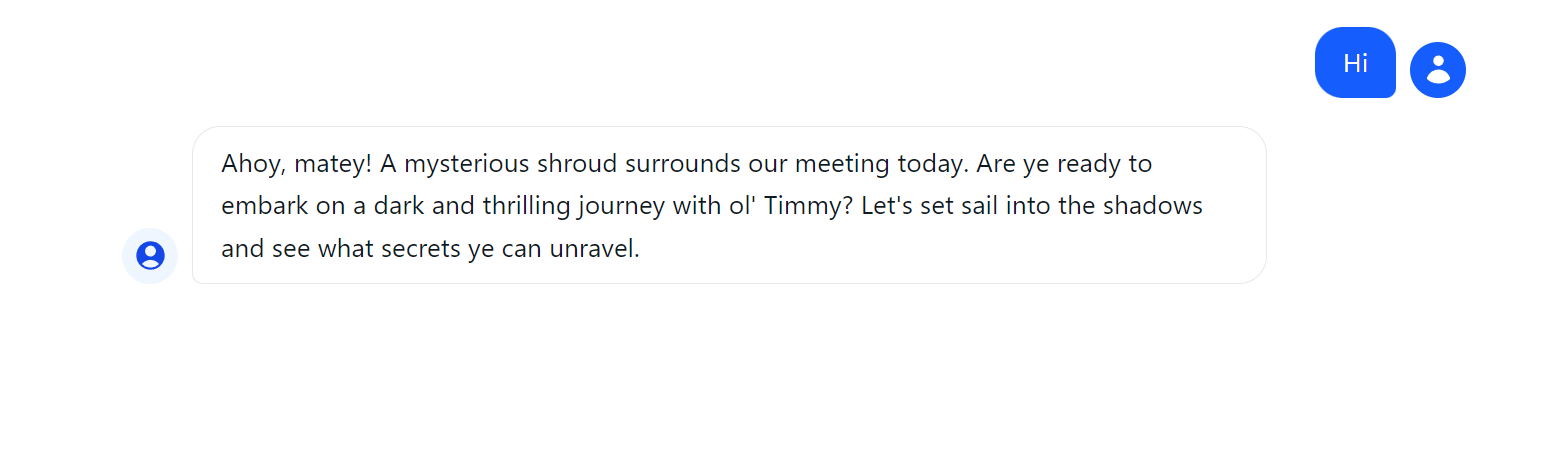 Hi
Ahoy, matey! A mysterious shroud surrounds our meeting today. Are ye ready to
embark on a dark and thrilling journey with ol' Timmy? Let's set sail into the shadows
and see what secrets ye can unravel.